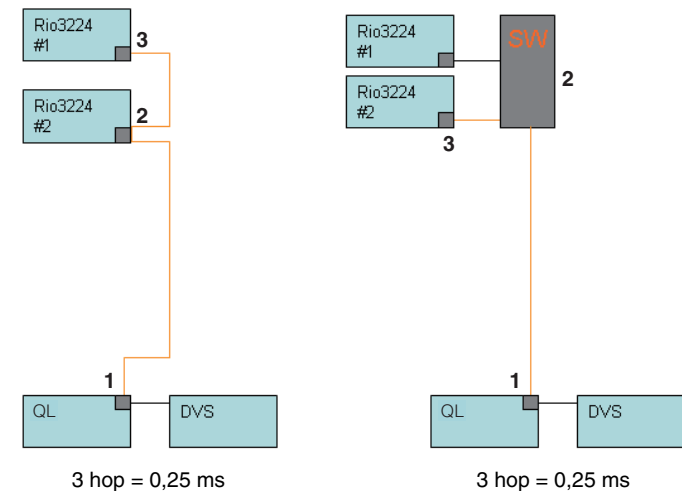 Rio3224
#1
3
Rio3224
#2
2
1
QL
DVS
3 hop = 0,25 ms
Rio3224
#1
SW
2
Rio3224
#2
3
1
QL
DVS
3 hop = 0,25 ms